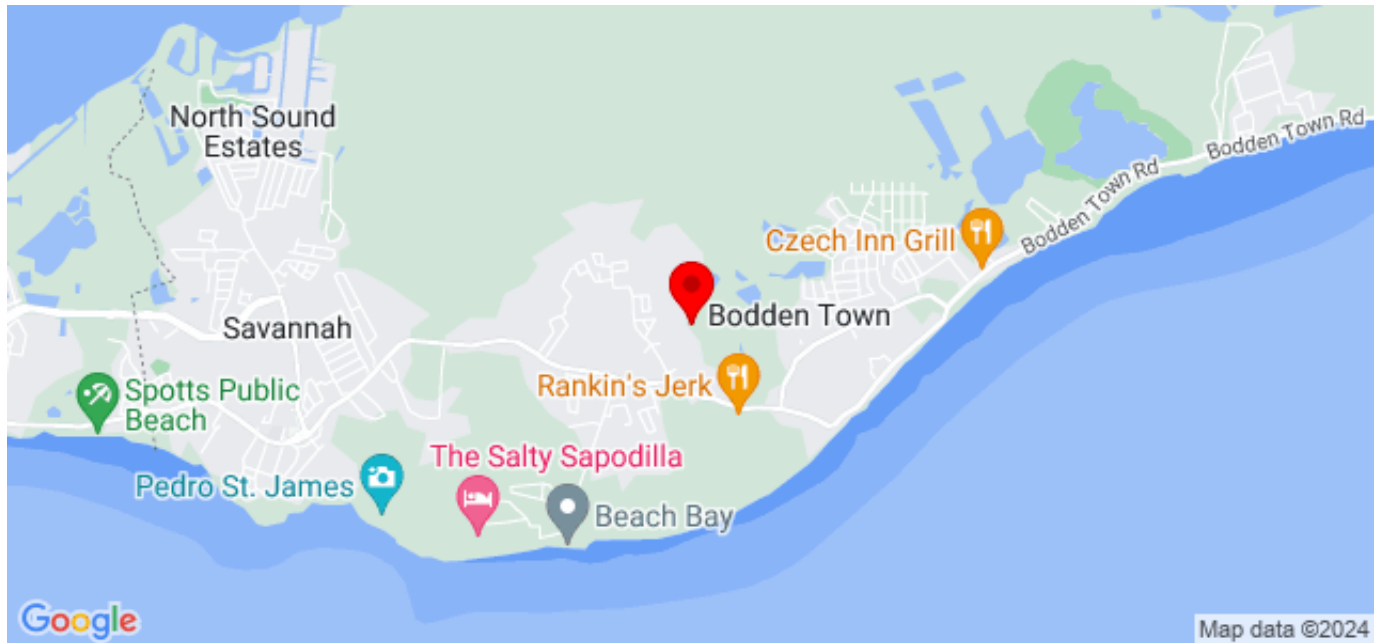 North Sound
Estates
Bodden Town Rd
Bodden Town Rd
Czech Inn Grill
Bodden Town
Savannah
Rankin's Jerk
Spotts Public
Beach
The Salty Sapodilla
Pedro St. James
Beach Bay
Google
Map data ©2024